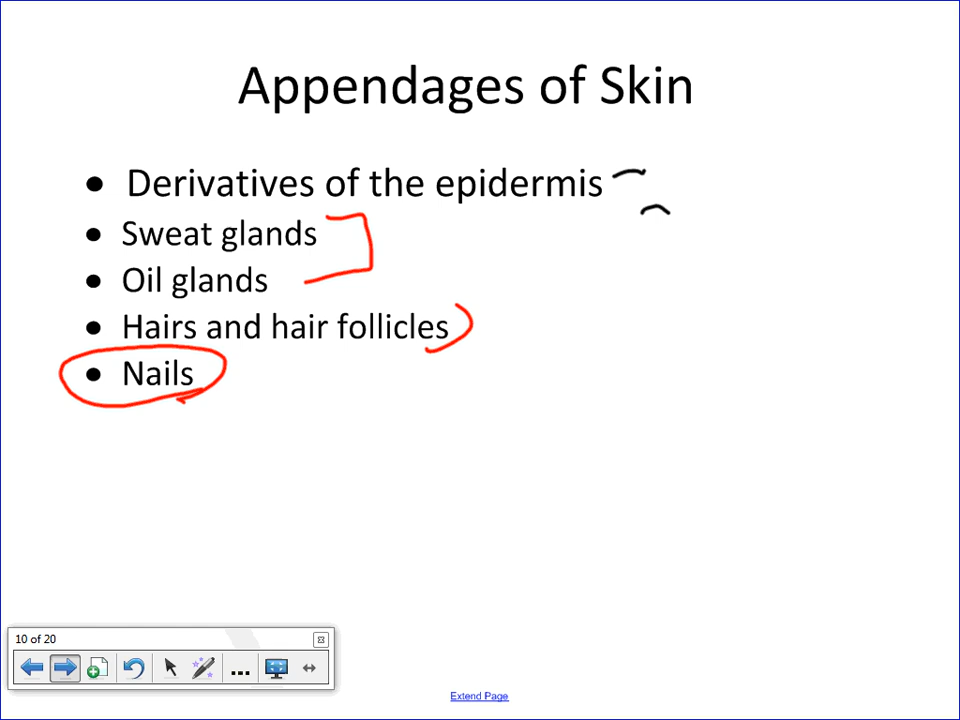 Appendages of Skin
• Derivatives of the epidermis
• Sweat glands
• Oil glands
• Hairs and hair follicles
• Nails
10 of 20
...
Extend Page